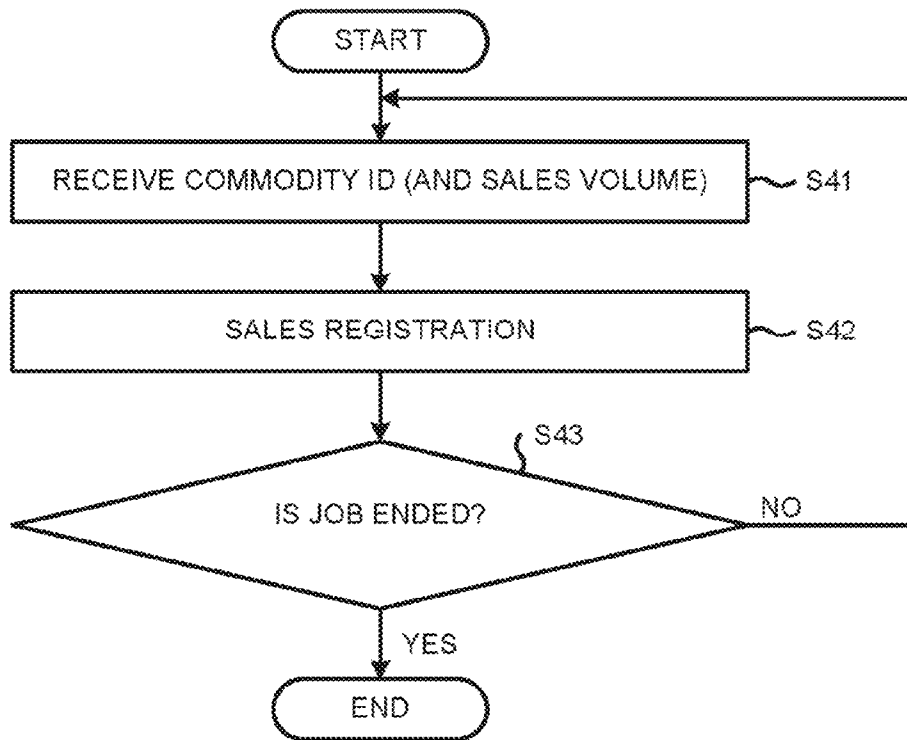 START
RECEIVE COMMODITY ID (AND SALES VOLUME)
S41
SALES REGISTRATION
S42
S43
IS JOB ENDED?
NO
YES
END